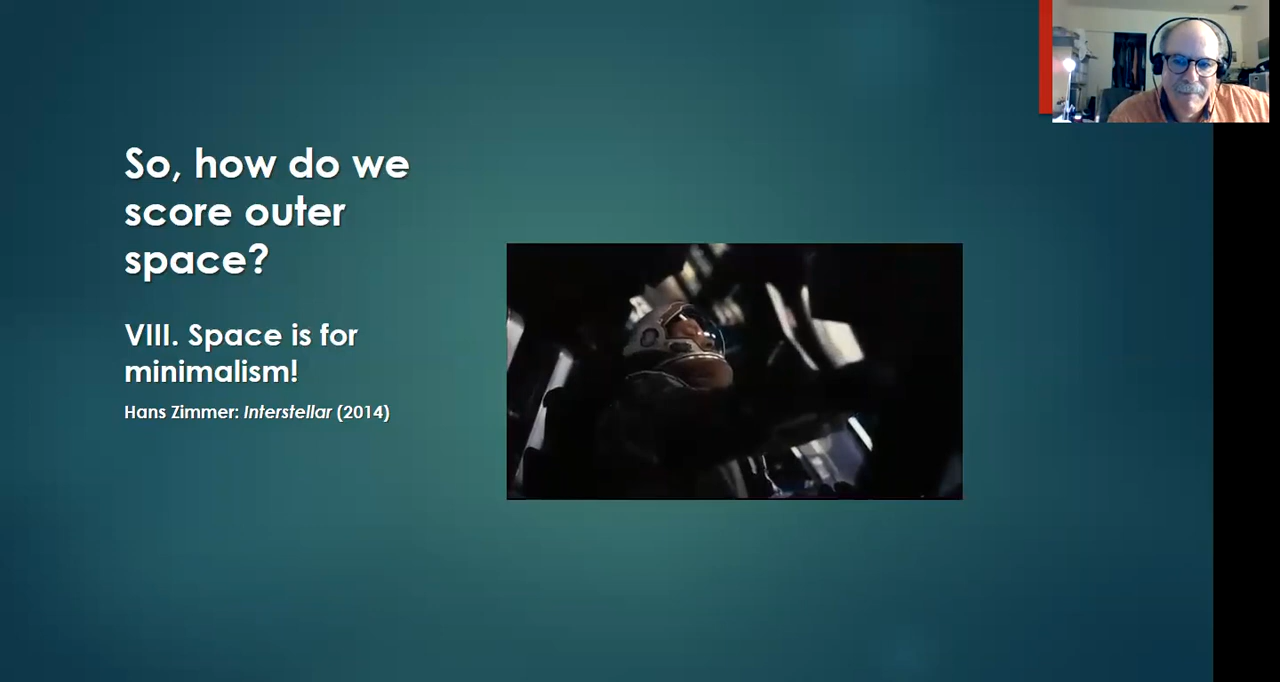 So, how do we
score outer
space?
VIII. Space is for
minimalism!
Hans Zimmer: Interstellar (2014)